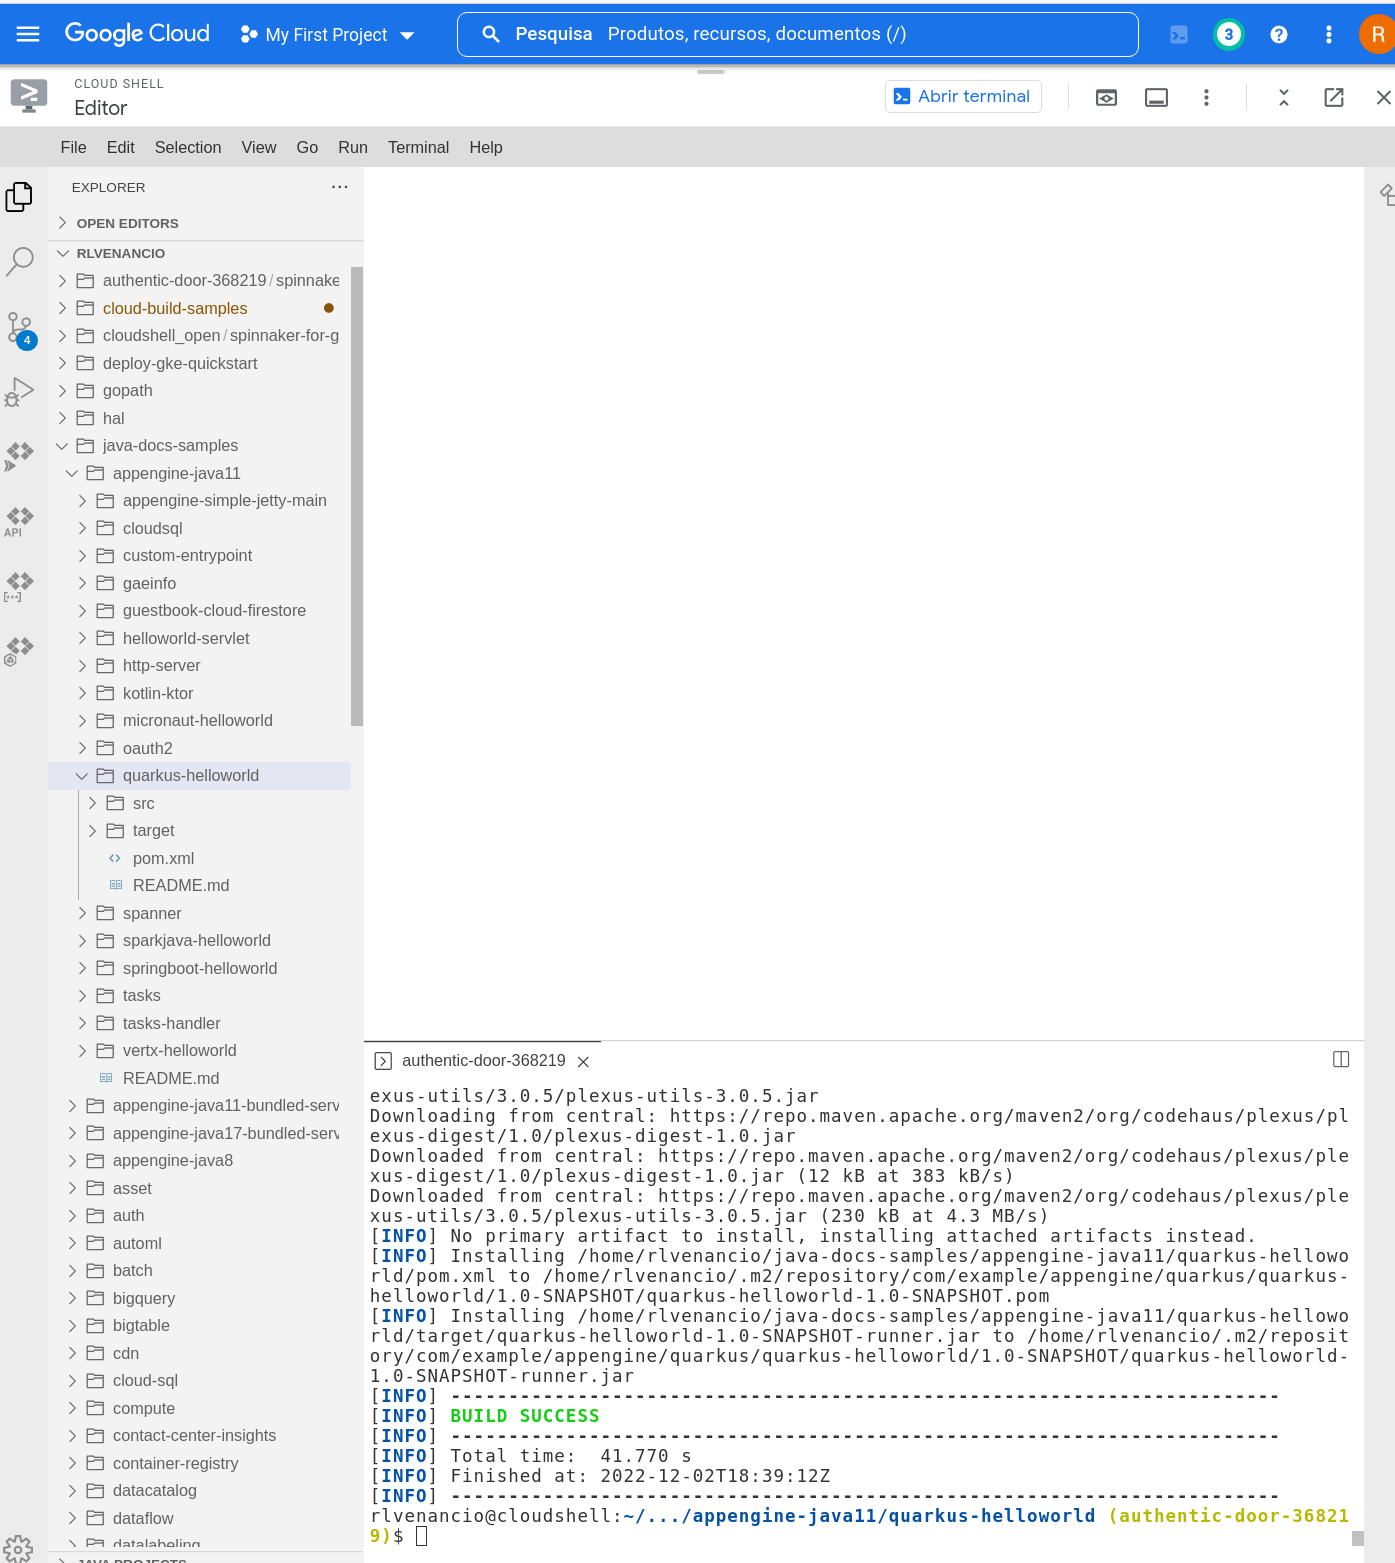 Google Cloud
My First Project
Pesquisa Produtos, recursos, documentos (/)
3
?
R
CLOUD SHELL
Editor
Abrir terminal
File Edit Selection View Go Run Terminal Help
EXPLORER
OPEN EDITORS
RLVENANCIO
authentic-door-368219 / spinnake
cloud-build-samples
cloudshell_open / spinnaker-for-g
4
deploy-gke-quickstart
gopath
hal
java-docs-samples
appengine-java11
appengine-simple-jetty-main
cloudsql
API
custom-entrypoint
gaeinfo
guestbook-cloud-firestore
helloworld-servlet
http-server
kotlin-ktor
micronaut-helloworld
oauth2
quarkus-helloworld
src
target
pom.xml
README.md
spanner
sparkjava-helloworld
springboot-helloworld
tasks
tasks-handler
vertx-helloworld
README.md
appengine-java11-bundled-serv
appengine-java17-bundled-serv
appengine-java8
asset
auth
automl
batch
bigquery
bigtable
cdn
cloud-sql
compute
contact-center-insights
container-registry
datacatalog
dataflow
datalabeling
JAVA PROJECTS
authentic-door-368219
exus-utils/3.0.5/plexus-utils-3.0.5.jar
Downloading from central: https://repo.maven.apache.org/maven2/org/codehaus/plexus/pl
exus-digest/1.0/plexus-digest-1.0.jar
Downloaded from central: https://repo.maven.apache.org/maven2/org/codehaus/plexus/ple
xus-digest/1.0/plexus-digest-1.0.jar (12 kB at 383 kB/s)
Downloaded from central: https://repo.maven.apache.org/maven2/org/codehaus/plexus/ple
xus-utils/3.0.5/plexus-utils-3.0.5.jar (230 kB at 4.3 MB/s)
[INFO] No primary artifact to install, installing attached artifacts instead.
[INFO] Installing /home/rlvenancio/java-docs-samples/appengine-java11/quarkus-hellowo
rld/pom.xml to /home/rlvenancio/.m2/repository/com/example/appengine/quarkus/quarkus-
helloworld/1.0-SNAPSHOT/quarkus-helloworld-1.0-SNAPSHOT.pom
[INFO] Installing /home/rlvenancio/java-docs-samples/appengine-java11/quarkus-hellowo
rld/target/quarkus-helloworld-1.0-SNAPSHOT-runner.jar to /home/rlvenancio/.m2/reposit
ory/com/example/appengine/quarkus/quarkus-helloworld/1.0-SNAPSHOT/quarkus-helloworld-
1.0-SNAPSHOT-runner.jar
[INFO] ------------------------------------------------------------------------
[INFO] BUILD SUCCESS
[INFO] ------------------------------------------------------------------------
[INFO] Total time:  41.770 s
[INFO] Finished at: 2022-12-02T18:39:12Z
[INFO] ------------------------------------------------------------------------
rlvenancio@cloudshell:~/.../appengine-java11/quarkus-helloworld (authentic-door-36821
9)$